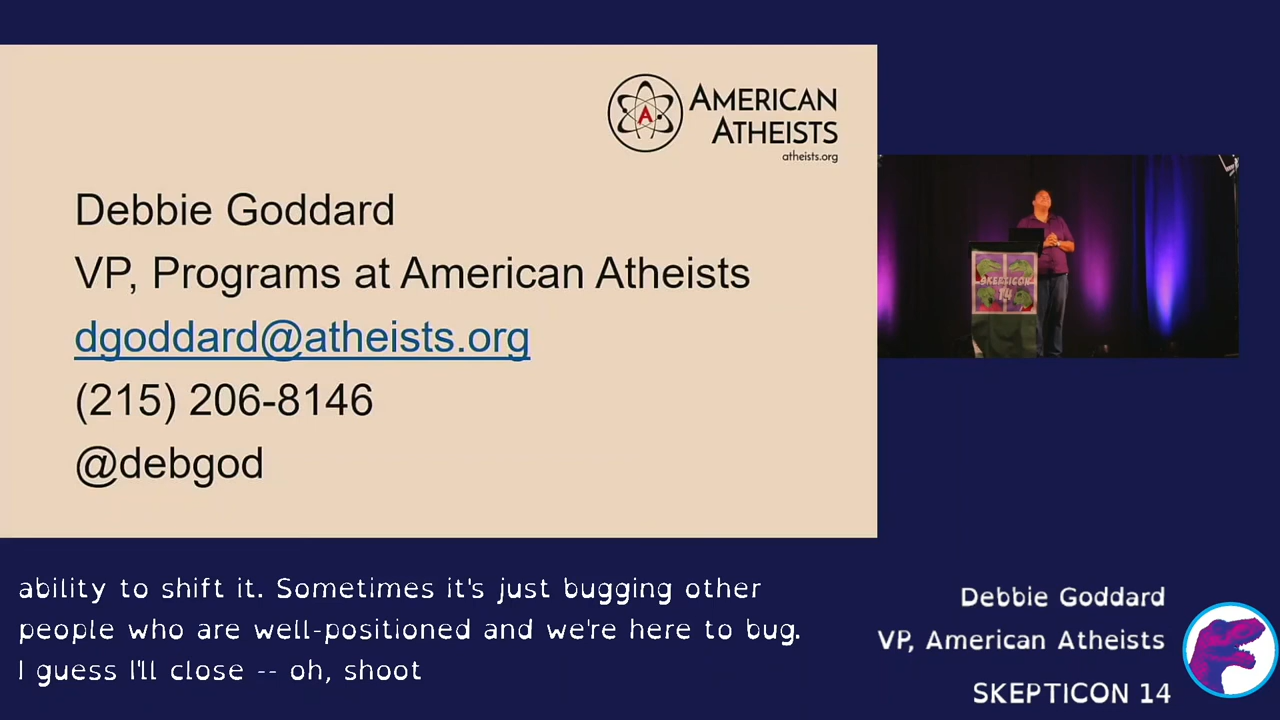 A
AMERICAN
ATHEISTS
atheists.org
Debbie Goddard
VP, Programs at American Atheists
dgoddard@atheists.org
(215) 206-8146
@debgod
SKEPTICON
14
ability to shift it. Sometimes it's just bugging other
people who are well-positioned and we're here to bug.
I guess I'll close -- oh, shoot
Debbie Goddard
VP, American Atheists
SKEPTICON 14